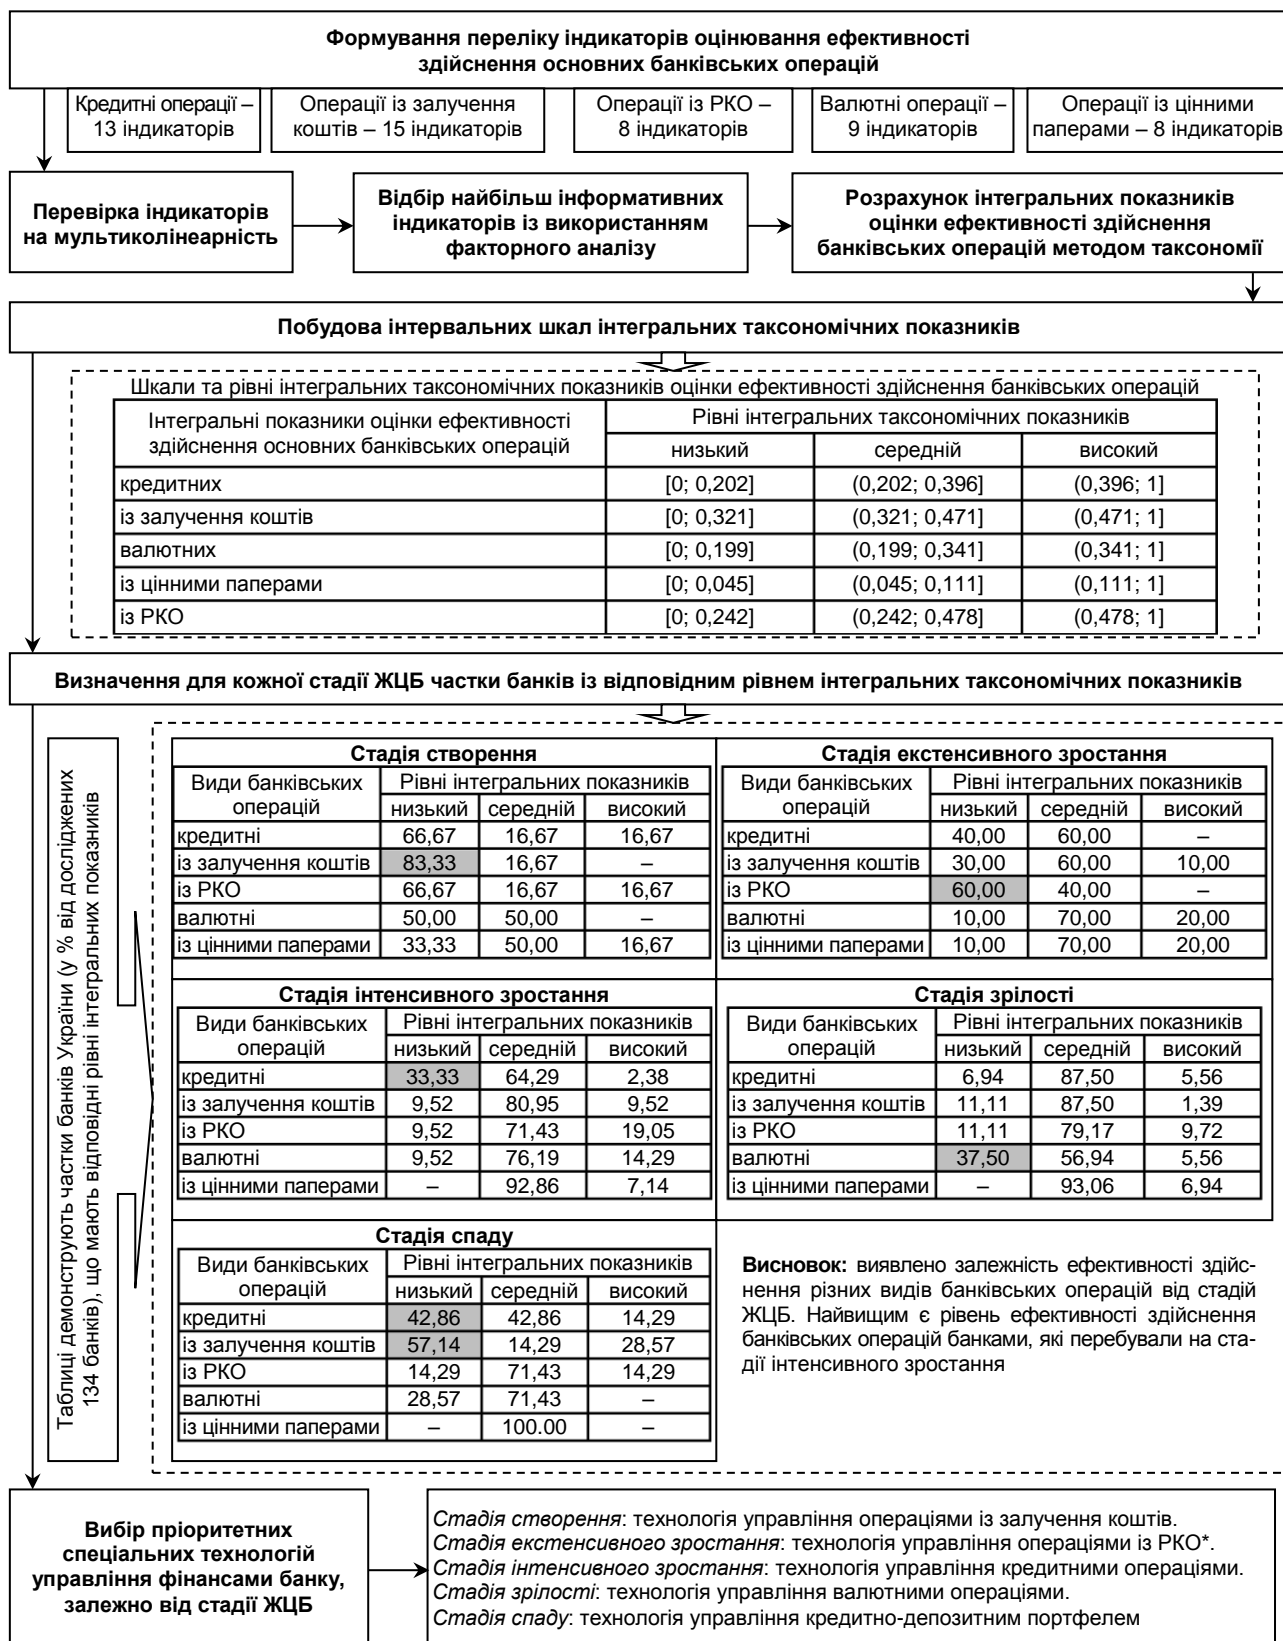 Формування переліку індикаторів оцінювання ефективності
здійснення основних банківських операцій
Кредитні операції –
13 індикаторів
Операції із залучення
коштів – 15 індикаторів
Операції із РКО –
8 індикаторів
Валютні операції –
9 індикаторів
Операції із цінними
паперами – 8 індикаторів
Перевірка індикаторів
на мультиколінеарність
Відбір найбільш інформативних
індикаторів із використанням
факторного аналізу
Розрахунок інтегральних показників
оцінки ефективності здійснення
банківських операцій методом таксономії
Побудова інтервальних шкал інтегральних таксономічних показників
Шкали та рівні інтегральних таксономічних показників оцінки ефективності здійснення банківських операцій
Інтегральні показники оцінки ефективності
здійснення основних банківських операцій
Рівні інтегральних таксономічних показників
низький середній високий
кредитних [0; 0,202] (0,202; 0,396] (0,396; 1]
із залучення коштів [0; 0,321] (0,321; 0,471] (0,471; 1]
валютних [0; 0,199] (0,199; 0,341] (0,341; 1]
із цінними паперами [0; 0,045] (0,045; 0,111] (0,111; 1]
із РКО [0; 0,242] (0,242; 0,478] (0,478; 1]
Визначення для кожної стадії ЖЦБ частки банків із відповідним рівнем інтегральних таксономічних показників
Таблиці демонструють частки банків України (у % від досліджених
134 банків), що мають відповідні рівні інтегральних показників
Стадія створення
Види банківських
операцій
Рівні інтегральних показників
низький середній високий
кредитні 66,67 16,67 16,67
із залучення коштів 83,33 16,67 –
із РКО 66,67 16,67 16,67
валютні 50,00 50,00 –
із цінними паперами 33,33 50,00 16,67
Стадія екстенсивного зростання
Види банківських
операцій
Рівні інтегральних показників
низький середній високий
кредитні 40,00 60,00 –
із залучення коштів 30,00 60,00 10,00
із РКО 60,00 40,00 –
валютні 10,00 70,00 20,00
із цінними паперами 10,00 70,00 20,00
Стадія інтенсивного зростання
Види банківських
операцій
Рівні інтегральних показників
низький середній високий
кредитні 33,33 64,29 2,38
із залучення коштів 9,52 80,95 9,52
із РКО 9,52 71,43 19,05
валютні 9,52 76,19 14,29
із цінними паперами – 92,86 7,14
Стадія зрілості
Види банківських
операцій
Рівні інтегральних показників
низький середній високий
кредитні 6,94 87,50 5,56
із залучення коштів 11,11 87,50 1,39
із РКО 11,11 79,17 9,72
валютні 37,50 56,94 5,56
із цінними паперами – 93,06 6,94
Стадія спаду
Види банківських
операцій
Рівні інтегральних показників
низький середній високий
кредитні 42,86 42,86 14,29
із залучення коштів 57,14 14,29 28,57
із РКО 14,29 71,43 14,29
валютні 28,57 71,43 –
із цінними паперами – 100.00 –
Висновок: виявлено залежність ефективності здійс-
нення різних видів банківських операцій від стадій
ЖЦБ. Найвищим є рівень ефективності здійснення
банківських операцій банками, які перебували на ста-
дії інтенсивного зростання
Вибір пріоритетних
спеціальних технологій
управління фінансами банку,
залежно від стадії ЖЦБ
Стадія створення: технологія управління операціями із залучення коштів.
Стадія екстенсивного зростання: технологія управління операціями із РКО*.
Стадія інтенсивного зростання: технологія управління кредитними операціями.
Стадія зрілості: технологія управління валютними операціями.
Стадія спаду: технологія управління кредитно-депозитним портфелем